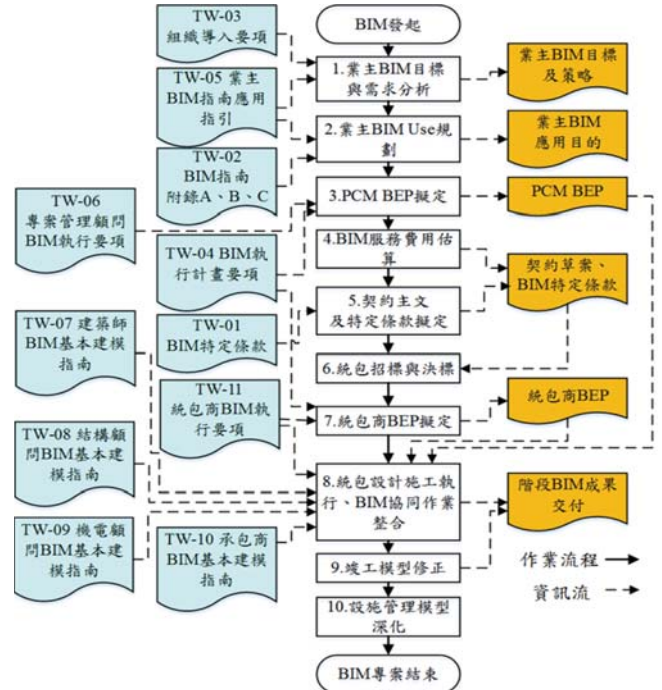 TW-03
組織導入要項
TW-05 業主
BIM指南應用
指引
TW-02
BIM指南
附錄A、B、C
TW-06
專案管理顧問
BIM執行要項
TW-04 BIM執
行計畫要項
TW-07 建築師
BIM基本建模
指南
TW-01
BIM特定條款
TW-11
統包商BIM執
行要項
TW-08 結構顧
問BIM基本建
模指南
TW-09 機電顧
問BIM基本建
模指南
TW-10 承包商
BIM基本建模
指南
BIM發起
1.業主BIM目標
與需求分析
2.業主BIM Use規
劃
3.PCM BEP擬定
4.BIM服務費用估
算
5.契約主文
及特定條款擬定
6.統包招標與決標
7.統包商BEP擬定
8.統包設計施工執
行、BIM協同作業
整合
9.竣工模型修正
10.設施管理模型
深化
BIM專案結束
業主BIM目標
及策略
業主BIM
應用目的
PCM BEP
契約草案、
BIM特定條款
統包商BEP
階段BIM成果
交付
作業流程
資訊流